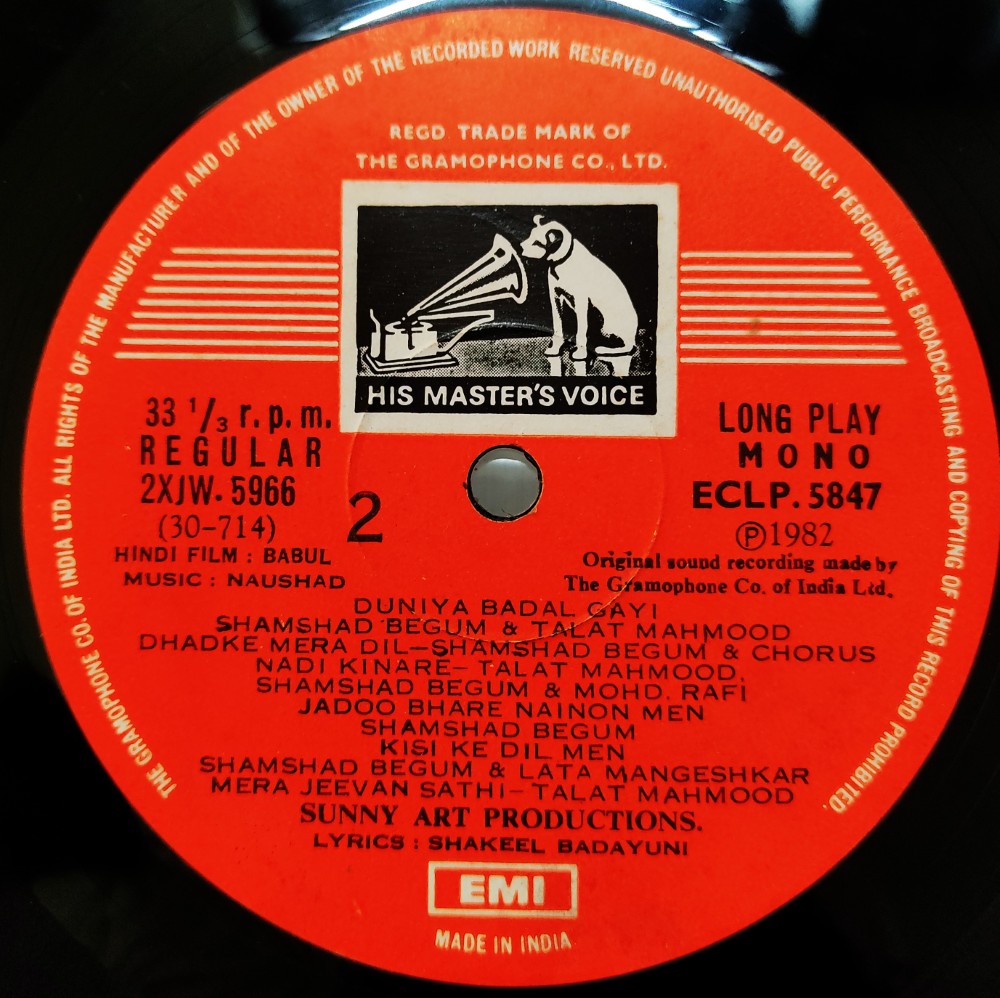 THE GRAMOPHONE CO. OF INDIA LTD. ALL RIGHTS OF THE MANUFACTURER AND OF THE OWNER OF THE RECORDED WORK RESERVED UNAUTHORISED PUBLIC PERFORMANCE BROADCASTING AND COPYING OF THIS RECORD PROHIBITED.
REGD. TRADE MARK OF
THE GRAMOPHONE CO., LTD.
HIS MASTER'S VOICE
33 1/3 r.p.m.
REGULAR
2XJW. 5966
(30-714)
2
HINDI FILM : BABUL
MUSIC : NAUSHAD
LONG PLAY
MONO
ECLP. 5847
Ⓟ1982
Original sound recording made by
The Gramophone Co. of India Ltd.
DUNIYA BADAL GAYI
SHAMSHAD BEGUM & TALAT MAHMOOD
DHADKE MERA DIL—SHAMSHAD BEGUM & CHORUS
NADI KINARE— TALAT MAHMOOD,
SHAMSHAD BEGUM & MOHD. RAFI
JADOO BHARE NAINON MEN
SHAMSHAD BEGUM
KISI KE DIL MEN
SHAMSHAD BEGUM & LATA MANGESHKAR
MERA JEEVAN SATHI—TALAT MAHMOOD
SUNNY ART PRODUCTIONS.
LYRICS : SHAKEEL BADAYUNI
EMI
MADE IN INDIA